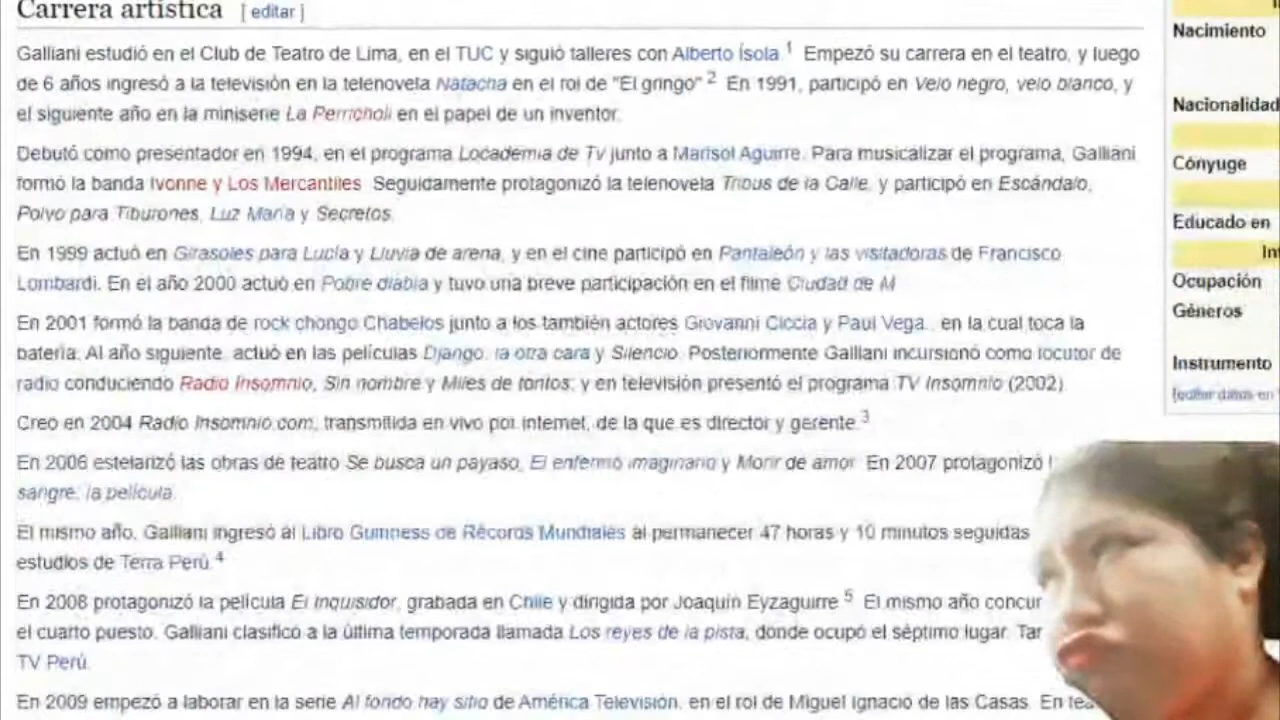 Carrera artística [ editar ]
Galliani estudió en el Club de Teatro de Lima, en el TUC y siguió talleres con Alberto Ísola.1 Empezó su carrera en el teatro, y luego
de 6 años ingresó a la televisión en la telenovela Natacha en el rol de "El gringo" 2 En 1991, participó en Velo negro, velo blanco, y
el siguiente año en la miniserie La Perricholi en el papel de un inventor.
Debutó como presentador en 1994, en el programa Locademia de Tv junto a Marisol Aguirre. Para musicalizar el programa, Galliani
formó la banda Ivonne y Los Mercantiles Seguidamente protagonizó la telenovela Tribus de la Calle, y participó en Escándalo,
Polvo para Tiburones, Luz María y Secretos.
En 1999 actuó en Girasoles para Lucía y Lluvia de arena, y en el cine participó en Pantaleón y las visitadoras de Francisco
Lombardi. En el año 2000 actuó en Pobre diabla y tuvo una breve participación en el filme Ciudad de M
En 2001 formó la banda de rock chongo Chabelos junto a los también actores Giovanni Ciccia y Paul Vega., en la cual toca la
batería. Al año siguiente, actuó en las películas Django, la otra cara y Silencio. Posteriormente Galliani incursionó como locutor de
radio conduciendo Radio Insomnio, Sin nombre y Miles de tontos; y en televisión presentó el programa TV Insomnio (2002)
Creo en 2004 Radio Insomnio.com, transmitida en vivo por internet, de la que es director y gerente.3
En 2006 estelarizó las obras de teatro Se busca un payaso, El enfermo imaginario y Morir de amor. En 2007 protagonizó
sangre, la película.
El mismo año, Galliani ingresó al Libro Guinness de Récords Mundiales al permanecer 47 horas y 10 minutos seguidas
estudios de Terra Perú.4
En 2008 protagonizó la película El Inquisidor, grabada en Chile y dirigida por Joaquín Eyzaguirre 5 El mismo año concur
el cuarto puesto. Galliani clasificó a la última temporada llamada Los reyes de la pista, donde ocupó el séptimo lugar. Tar
TV Perú.
En 2009 empezó a laborar en la serie Al fondo hay sitio de América Televisión, en el rol de Miguel Ignacio de las Casas. En tea
Nacimiento
Nacionalidad
Cónyuge
Educado en
Ocupación
Géneros
Instrumento
[editar datos en